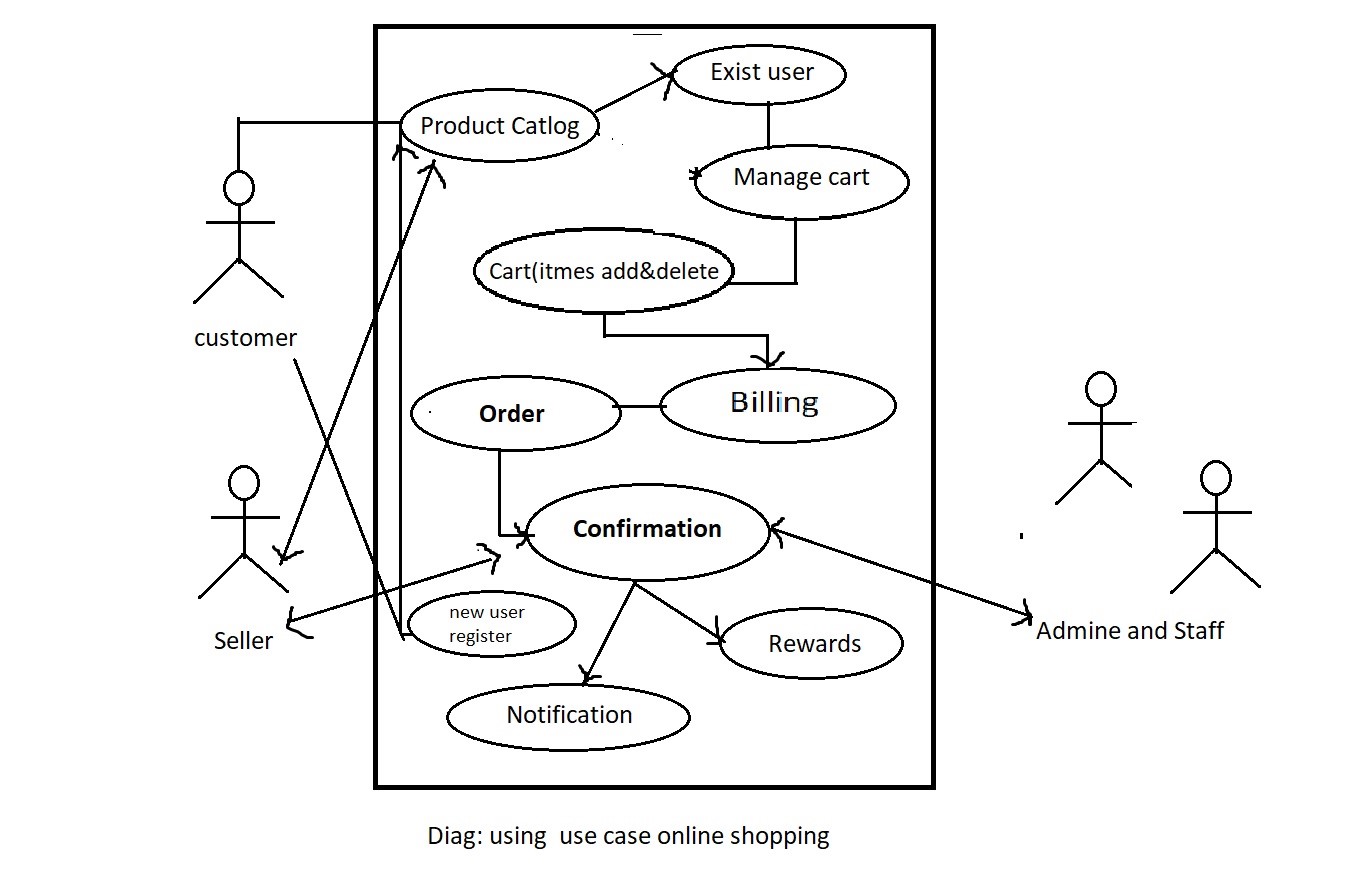 Exist user
Product Catlog
Manage cart
Cart(itmes add&delete
Billing
Order
customer
Confirmation
new user
register
Seller
Rewards
Admine and Staff
Notification
Diag: using  use case online shopping